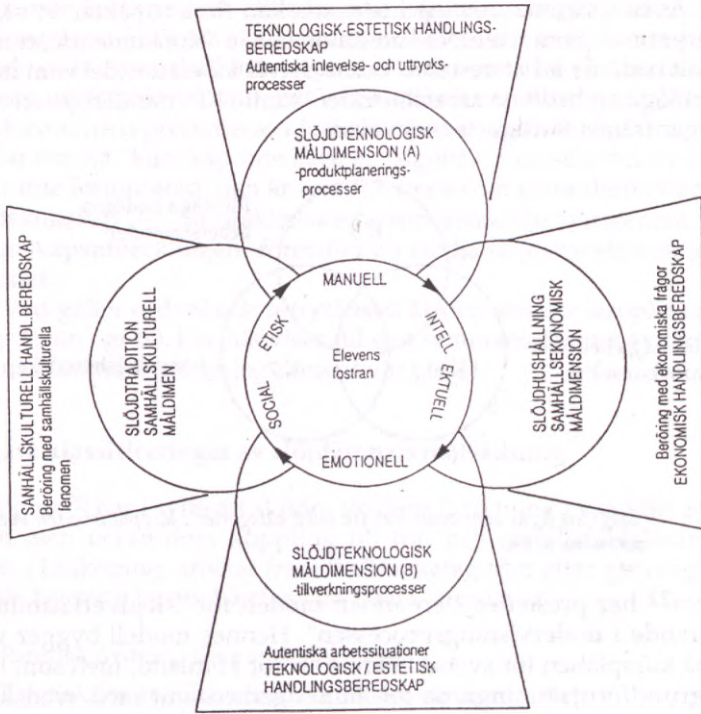 TEKNOLOGISK-ESTETISK HANDLINGS-
BEREDSKAP
Autentiska inlevelse- och uttrycks-
processer
SLÖJDTEKNOLOGISK
MÅLDIMENSION (A)
-produktplanerings-
processer
SAMHÄLLSKULTURELL HANDL.BEREDSKAP
Beröring med samhällskulturella
fenomen
SLÖJDTRADITION
SAMHÄLLSKULTURELL
MÅLDIMEN
MANUELL
SOCIAL ETISK
Elevens
fostran
INTELL EKTUELL
EMOTIONELL
SLÖJDHUSHALLNING
SAMHÄLLSEKONOMISK
MÅLDIMENSION
Beröring med ekonomiska frågor
EKONOMISK HANDLINGSBEREDSKAP
SLÖJDTEKNOLOGISK
MÅLDIMENSION (B)
-tillverkningsprocesser
Autentiska arbetssituationer
TEKNOLOGISK/ ESTETISK
HANDLINGSBEREDSKAP